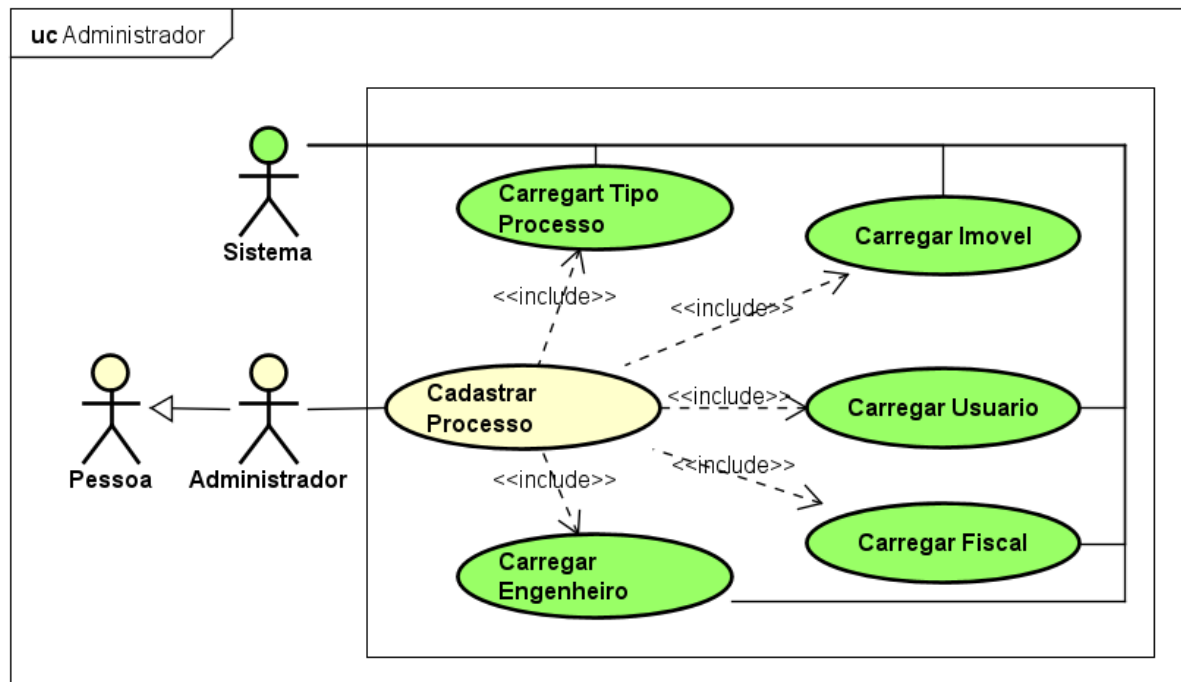 uc Administrador
Sistema
Carregart Tipo
Processo
Carregar Imovel
<<include>>
<<include>>
Pessoa
Administrador
Cadastrar
Processo
<<include>>
Carregar Usuario
<<include>>
<<include>>
Carregar
Engenheiro
Carregar Fiscal